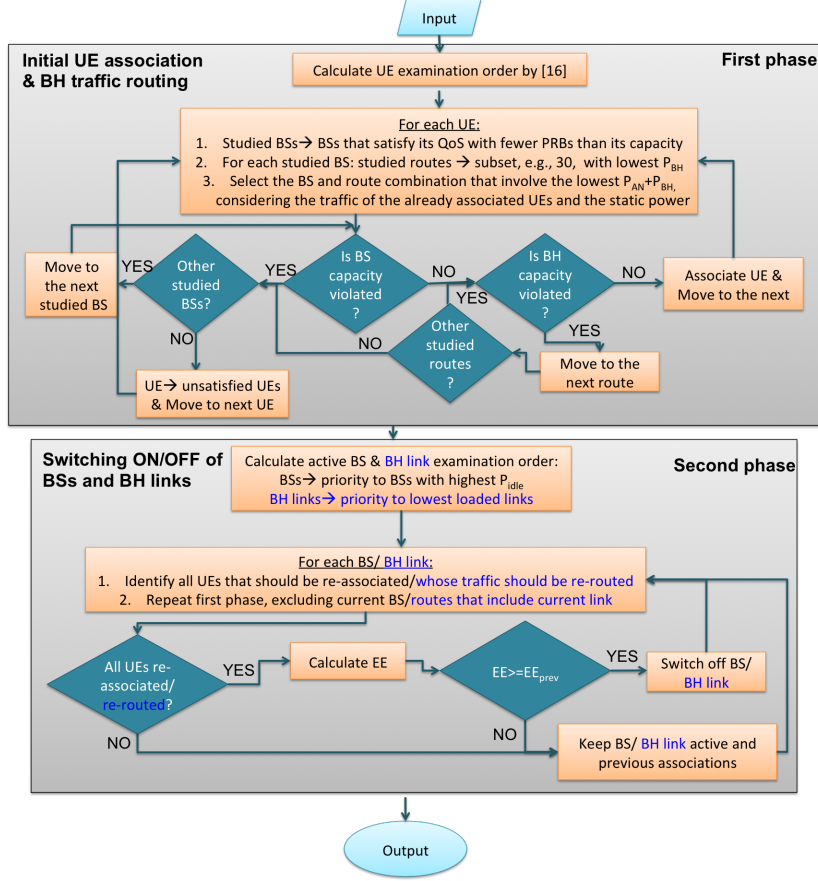 Input
Initial UE association
& BH traffic routing
First phase
Calculate UE examination order by [16]
For each UE:
1. Studied BSs→ BSs that satisfy its QoS with fewer PRBs than its capacity
2. For each studied BS: studied routes → subset, e.g., 30, with lowest PBH
3. Select the BS and route combination that involve the lowest PAN+PBH,
considering the traffic of the already associated UEs and the static power
Move to
the next
studied BS
YES
Other
studied
BSs?
YES
Is BS
capacity
violated
?
NO
YES
Is BH
capacity
violated
?
NO
Associate UE &
Move to the next
NO
UE→ unsatisfied UEs
& Move to next UE
NO
Other
studied
routes
?
YES
Move to the
next route
Switching ON/OFF of
BSs and BH links
Second phase
Calculate active BS & BH link examination order:
BSs→ priority to BSs with highest Pidle
BH links→ priority to lowest loaded links
For each BS/ BH link:
1. Identify all UEs that should be re-associated/whose traffic should be re-routed
2. Repeat first phase, excluding current BS/routes that include current link
All UEs re-
associated/
re-routed?
YES
Calculate EE
EE>=EEprev
YES
Switch off BS/
BH link
NO
NO
Keep BS/ BH link active and
previous associations
Output